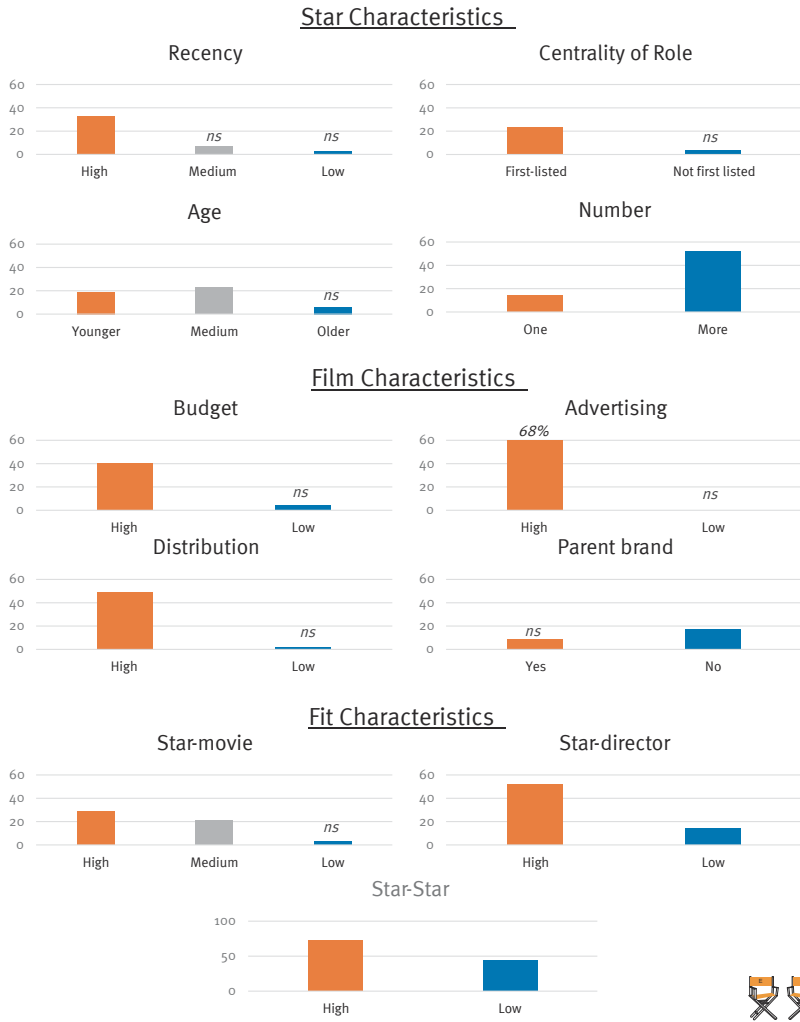 Star Characteristics
Recency
Centrality of Role
60
40
20
0
ns
ns
High
Medium
Low
60
40
20
0
ns
First-listed
Not first listed
Age
Number
60
40
20
0
ns
Younger
Medium
Older
60
40
20
0
One
More
Film Characteristics
Budget
Advertising
60
40
20
0
ns
High
Low
68%
60
40
20
0
ns
High
Low
Distribution
Parent brand
60
40
20
0
ns
High
Low
60
40
20
0
ns
Yes
No
Fit Characteristics
Star-movie
Star-director
60
40
20
0
ns
High
Medium
Low
60
40
20
0
High
Low
Star-Star
100
50
0
High
Low
E